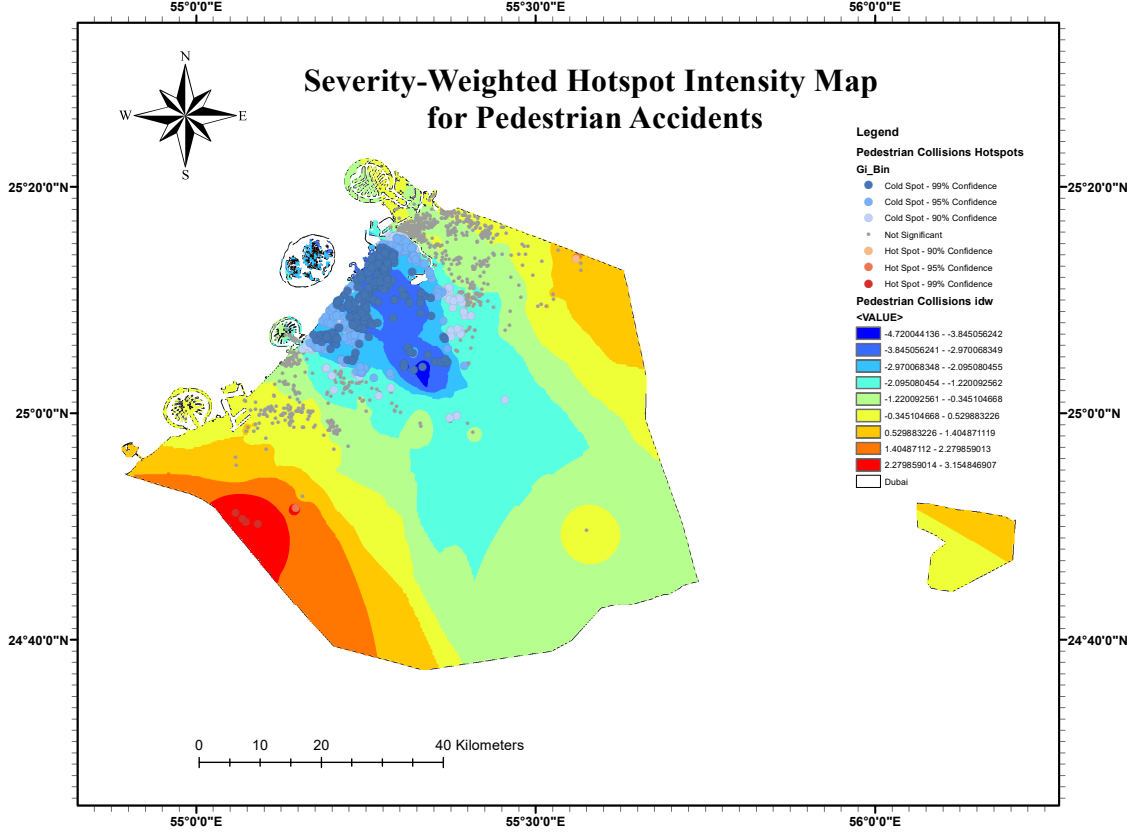 55°0'0"E 55°30'0"E 56°0'0"E
Severity-Weighted Hotspot Intensity Map
for Pedestrian Accidents
N
W E
S
Legend
Pedestrian Collisions Hotspots
Gi_Bin
Cold Spot - 99% Confidence
Cold Spot - 95% Confidence
Cold Spot - 90% Confidence
Not Significant
Hot Spot - 90% Confidence
Hot Spot - 95% Confidence
Hot Spot - 99% Confidence
Pedestrian Collisions idw
<VALUE>
-4.720044136 - -3.845056242
-3.845056241 - -2.970068349
-2.970068348 - -2.095080455
-2.095080454 - -1.220092562
-1.220092561 - -0.345104668
-0.345104668 - 0.529883226
0.529883226 - 1.404871119
1.40487112 - 2.279859013
2.279859014 - 3.154846907
Dubai
25°20'0"N 25°20'0"N
25°0'0"N 25°0'0"N
24°40'0"N 24°40'0"N
0 10 20 40 Kilometers
55°0'0"E 55°30'0"E 56°0'0"E